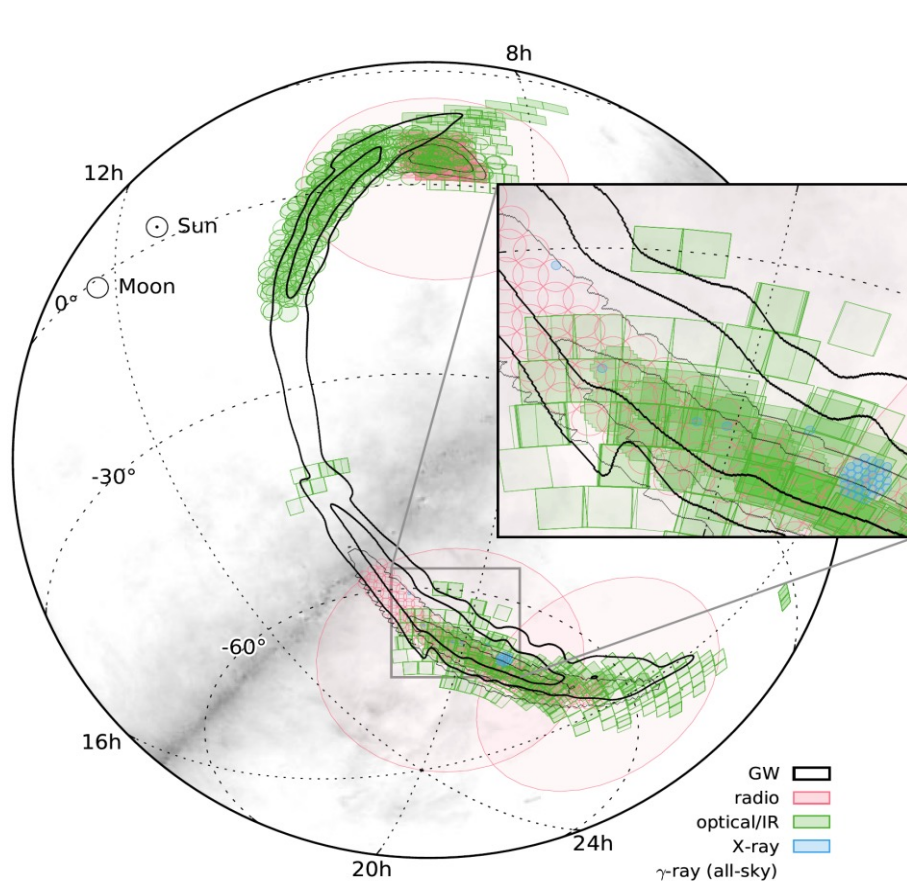 8h
12h
Sun
Moon
0°
-30°
-60°
16h
24h
20h
GW
radio
optical/IR
X-ray
γ-ray (all-sky)